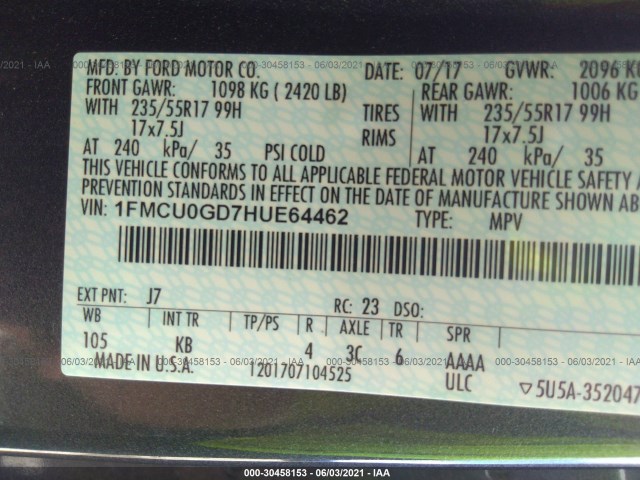 000-30458153 - 06/03/2021 - IAA
MFD. BY FORD MOTOR CO. DATE: 07/17 GVWR: 2096 KG
FRONT GAWR: 1098 KG ( 2420 LB) REAR GAWR: 1006 KG
WITH 235/55R17 99H TIRES WITH 235/55R17 99H
17x7.5J RIMS 17x7.5J
AT 240 kPa/ 35 PSI COLD AT 240 kPa/ 35
THIS VEHICLE CONFORMS TO ALL APPLICABLE FEDERAL MOTOR VEHICLE SAFETY A
PREVENTION STANDARDS IN EFFECT ON THE DATE OF MANUFACTURE SHOWN AB
VIN: 1FMCU0GD7HUE64462 TYPE: MPV
EXT PNT: J7 RC: 23 DSO:
WB INT TR TP/PS R AXLE TR SPR
105 KB 4 3C 6 AAAA
MADE IN U.S.A. 1201707104525 ULC ▽5U5A-352047
000-30458153 - 06/03/2021 - IAA